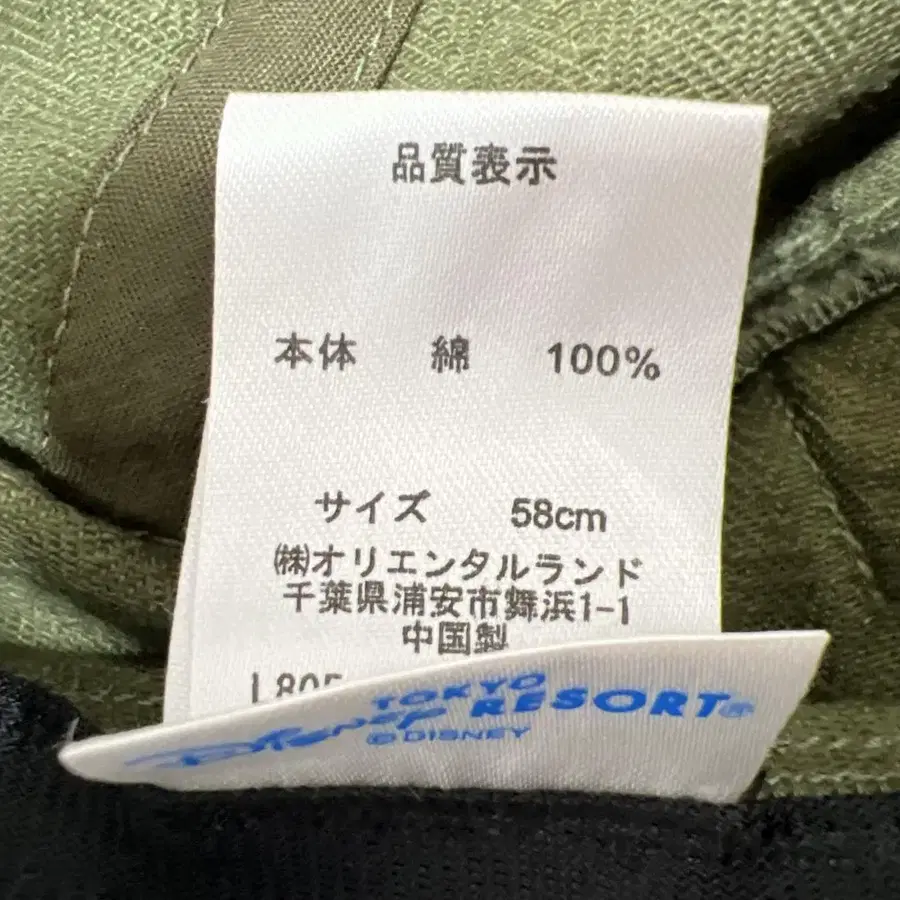 品質表示
本体 綿 100%
サイズ 58cm
㈱オリエンタルランド
千葉県浦安市舞浜1-1
中国製
TOKYO
Disney RESORT®
©DISNEY